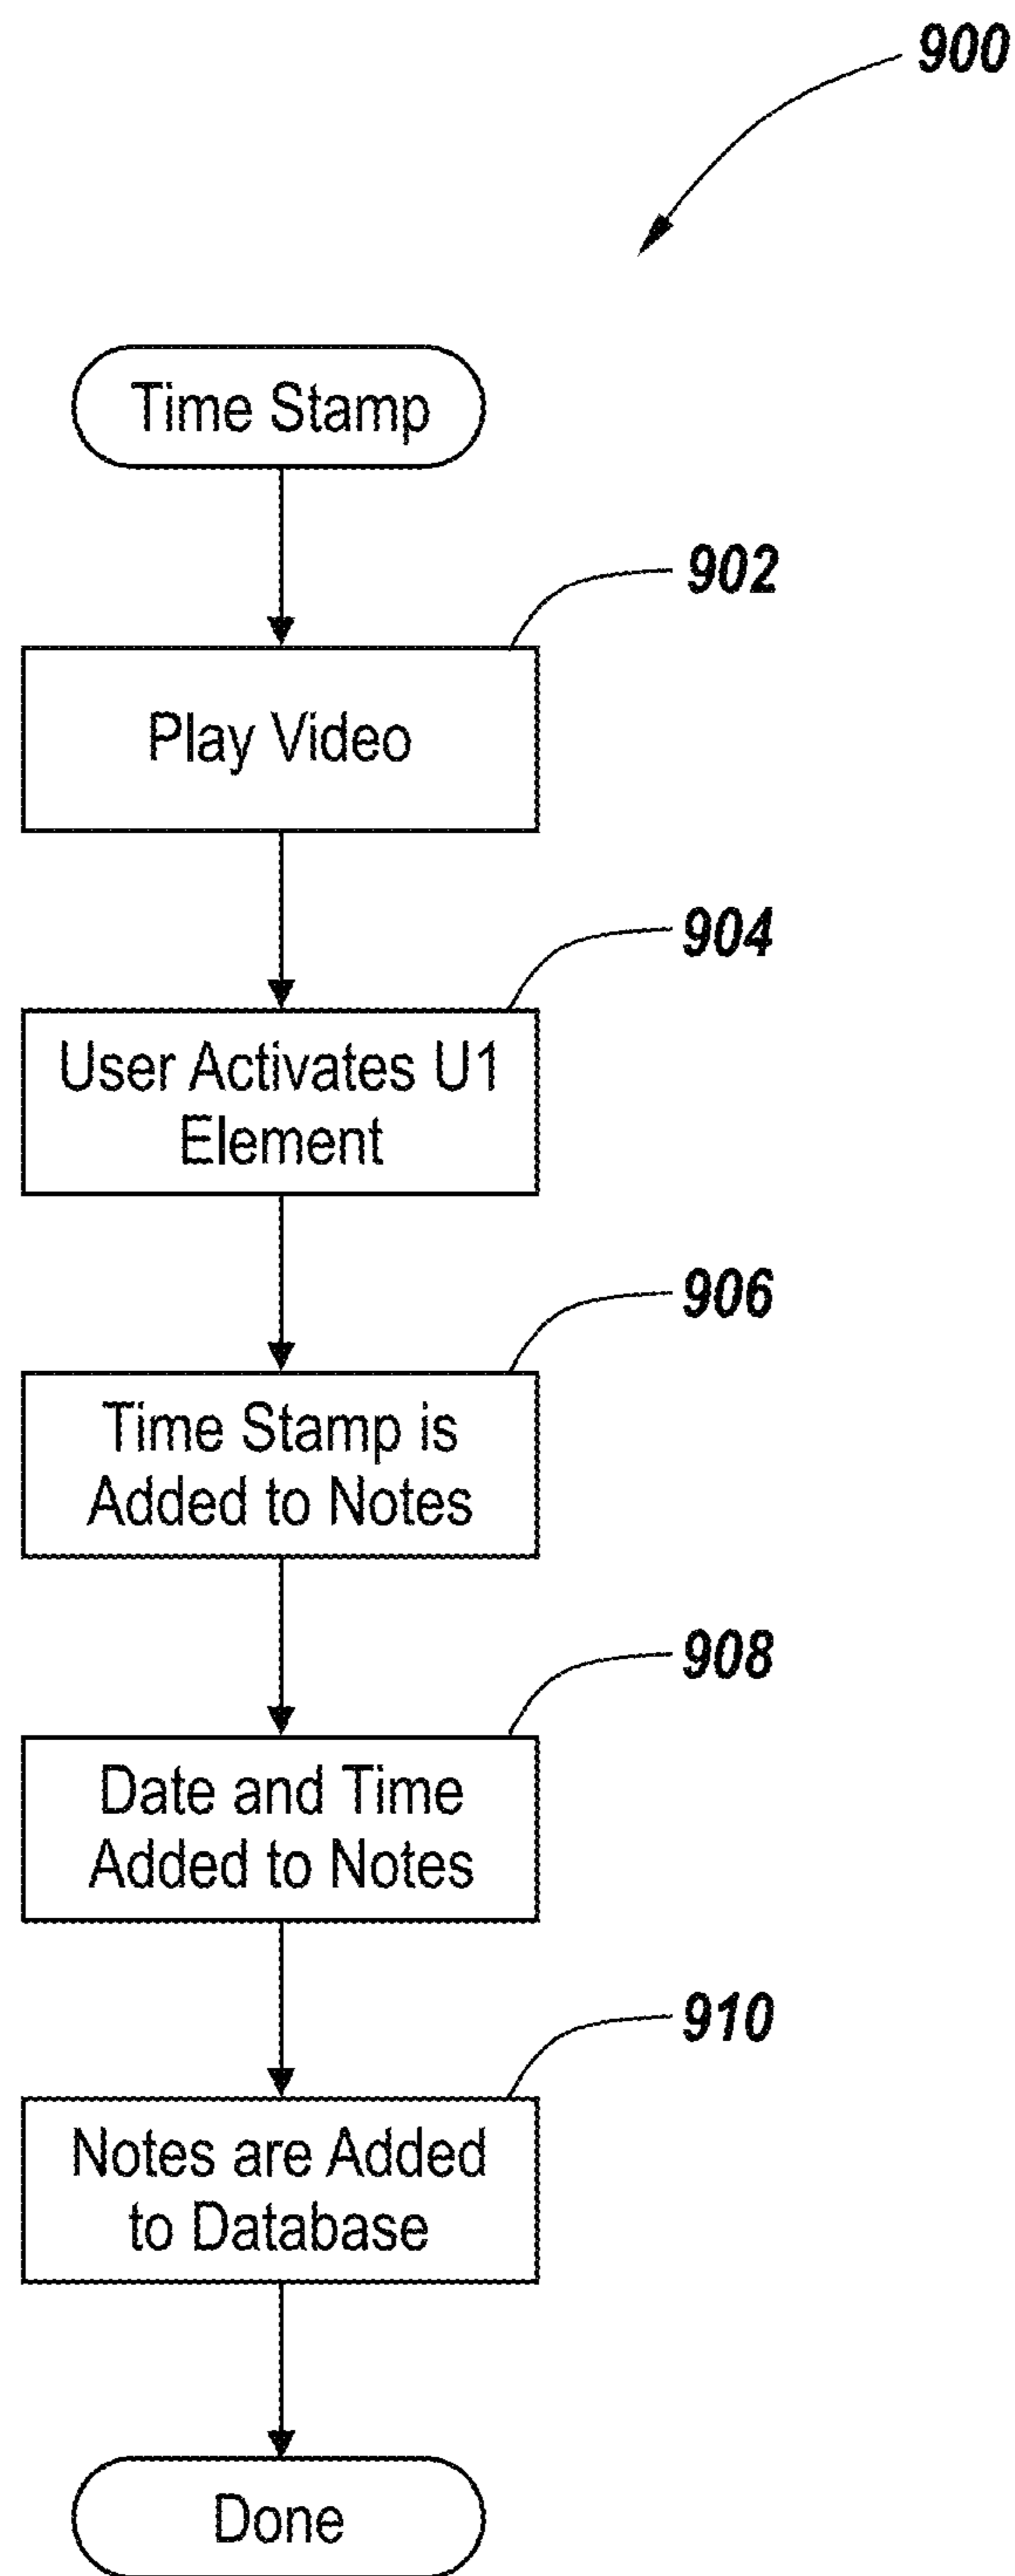 900
Time Stamp
902
Play Video
904
User Activates U1
Element
906
Time Stamp is
Added to Notes
908
Date and Time
Added to Notes
910
Notes are Added
to Database
Done